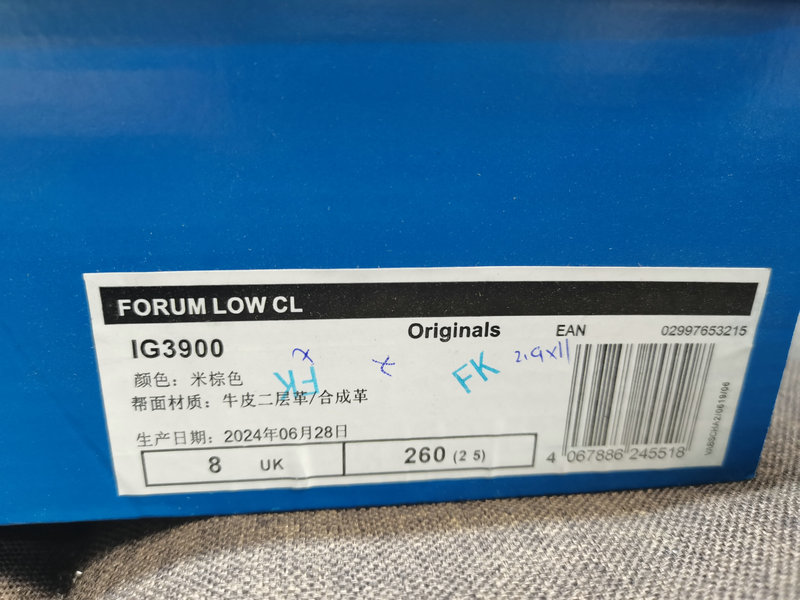 FORUM LOW CL
Originals
EAN
02997653215
IG3900
颜色：米棕色
FK
FK
帮面材质：牛皮二层革/合成革
生产日期：2024年06月28日
8 UK
260 (2 5)
4 067886 245518